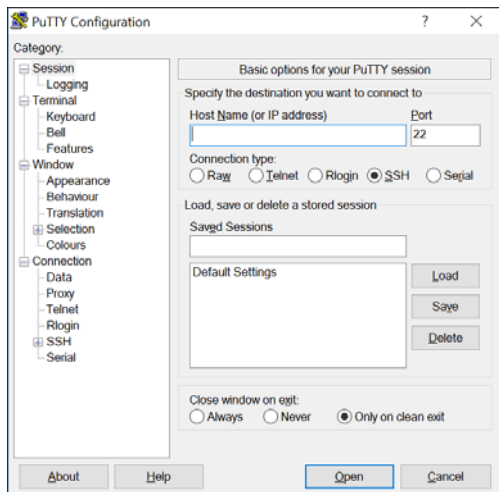 PuTTY Configuration
?
Category:
Session
Logging
Terminal
Keyboard
Bell
Features
Window
Appearance
Behaviour
Translation
Selection
Colours
Connection
Data
Proxy
Telnet
Rlogin
SSH
Serial
Basic options for your PuTTY session
Specify the destination you want to connect to
Host Name (or IP address) Port
22
Connection type:
Raw Telnet Rlogin SSH Serial
Load, save or delete a stored session
Saved Sessions
Default Settings
Load
Save
Delete
Close window on exit:
Always Never Only on clean exit
About Help Open Cancel